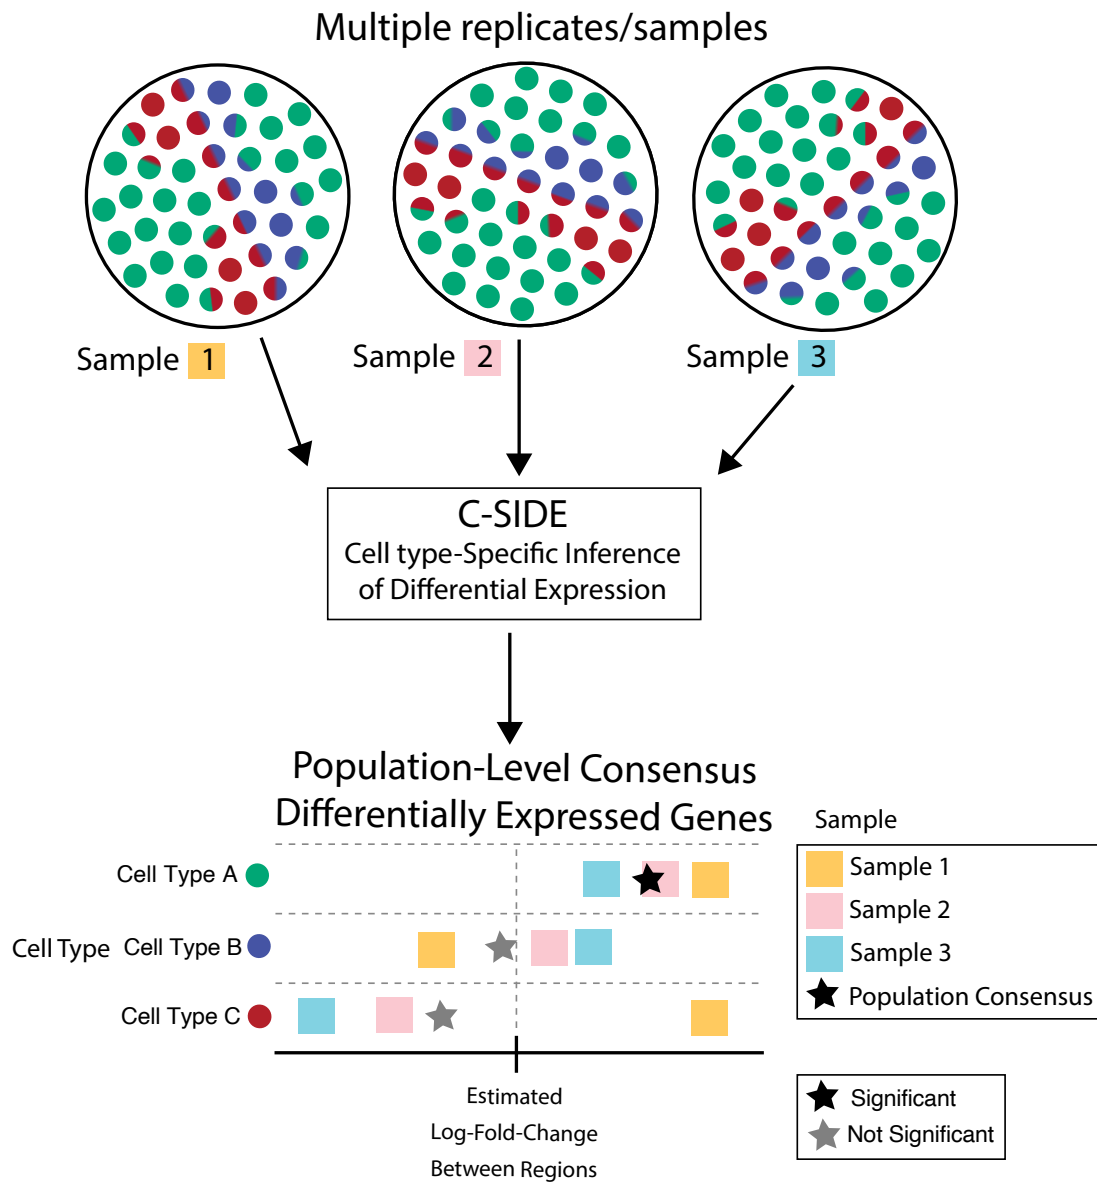 Multiple replicates/samples
Sample 1
Sample 2
Sample 3
C-SIDE
Cell type-Specific Inference
of Differential Expression
Population-Level Consensus
Differentially Expressed Genes
Cell Type
Cell Type A
Cell Type B
Cell Type C
Estimated
Log-Fold-Change
Between Regions
Sample
Sample 1
Sample 2
Sample 3
Population Consensus
Significant
Not Significant